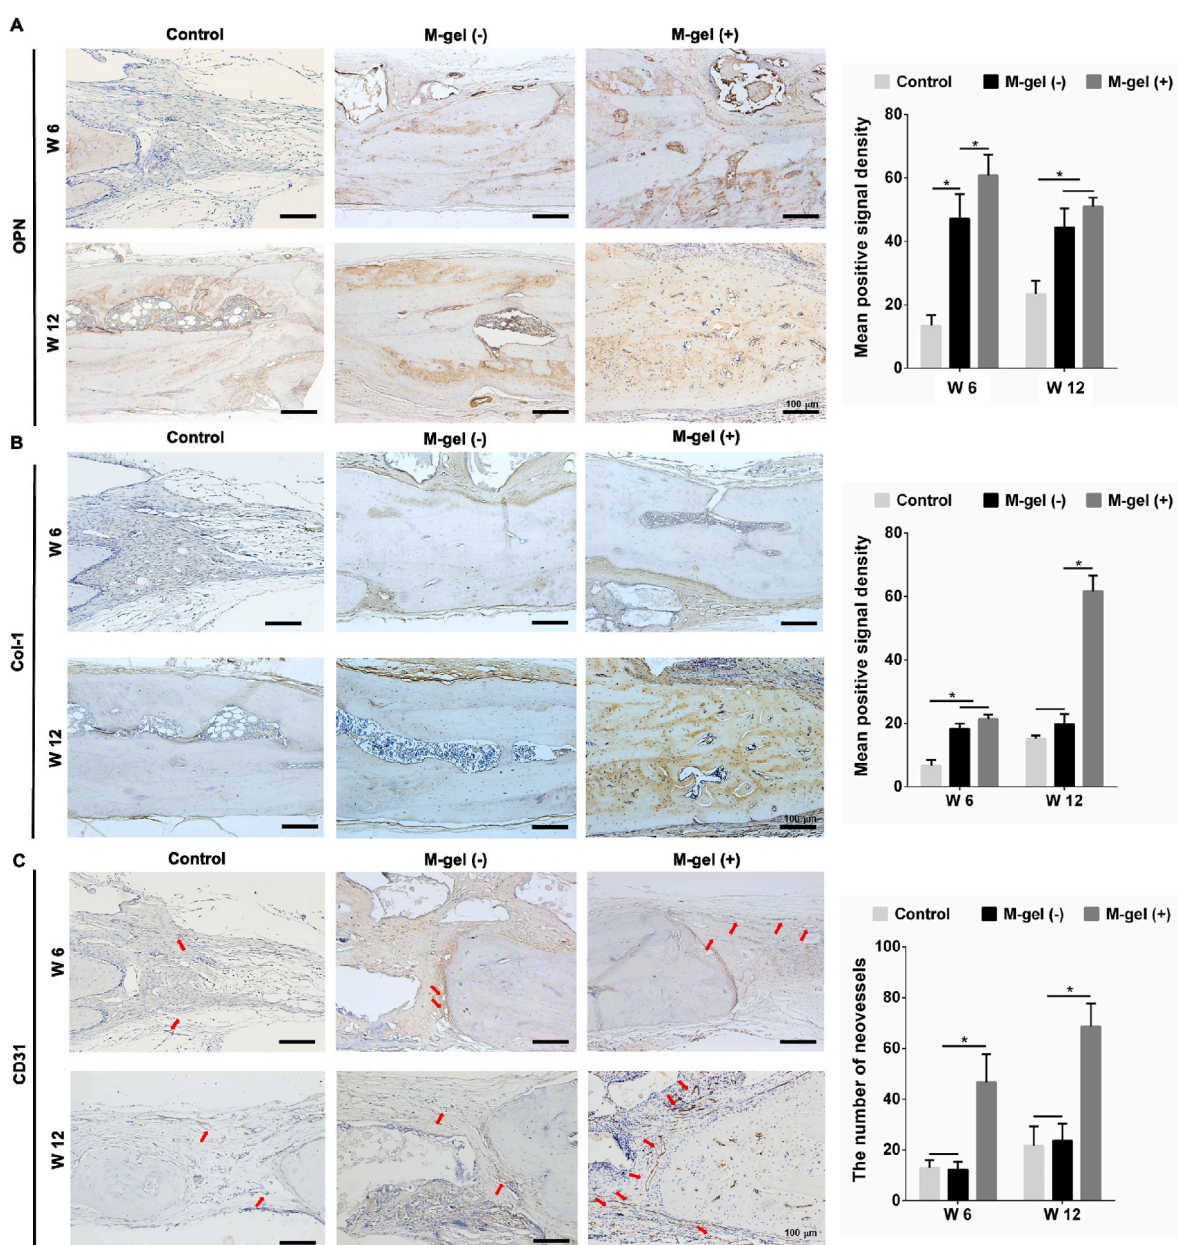 A
Control
M-gel (-)
M-gel (+)
OPN
W 6
W 12
100 μm
Control
M-gel (-)
M-gel (+)
Mean positive signal density
80
60
40
20
0
*
*
*
W 6
W 12
B
Control
M-gel (-)
M-gel (+)
Col-1
W 6
W 12
100 μm
Control
M-gel (-)
M-gel (+)
Mean positive signal density
80
60
40
20
0
*
*
W 6
W 12
C
Control
M-gel (-)
M-gel (+)
CD31
W 6
W 12
100 μm
Control
M-gel (-)
M-gel (+)
The number of neovessels
100
80
60
40
20
0
*
*
W 6
W 12